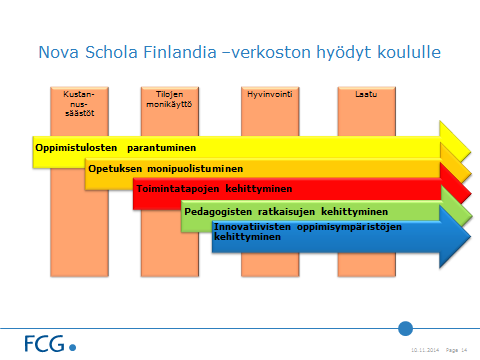 Nova Schola Finlandia –verkoston hyödyt koululle
Kustan-
nus-
säästöt
Tilojen
monikäyttö
Hyvinvointi
Laatu
Oppimistulosten parantuminen
Opetuksen monipuolistuminen
Toimintatapojen kehittyminen
Pedagogisten ratkaisujen kehittyminen
Innovatiivisten oppimisympäristöjen
kehittyminen
FCG
10.11.2014 Page 14